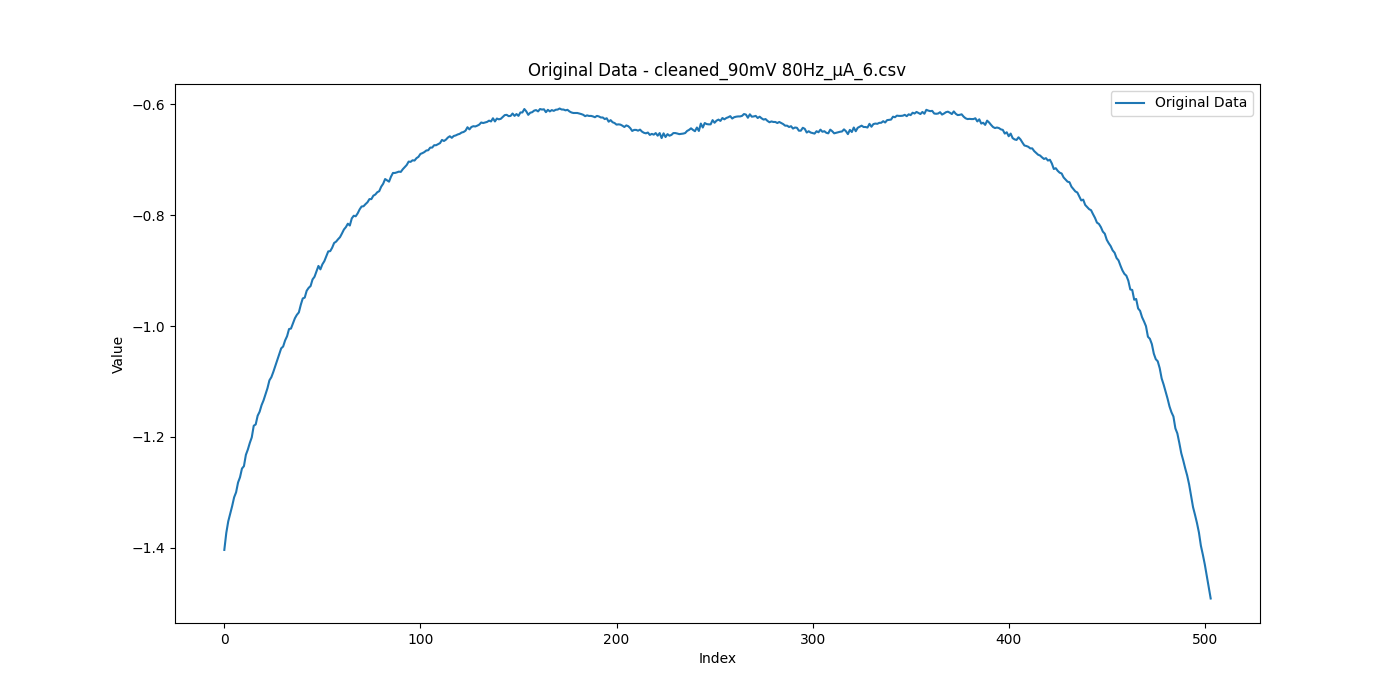 Original Data - cleaned_90mV 80Hz_μA_6.csv
Original Data
−0.6
−0.8
−1.0
−1.2
−1.4
Value
0 100 200 300 400 500
Index